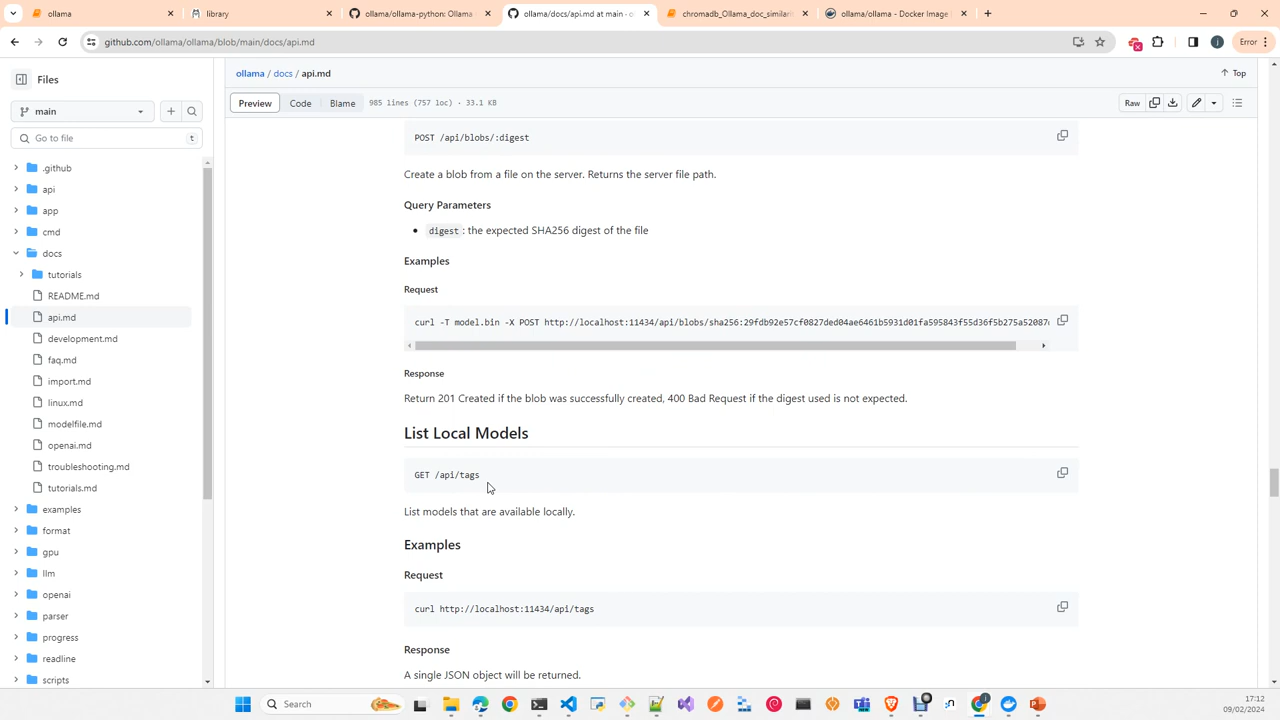 ollama
library
ollama/ollama-python: Ollama
ollama/docs/api.md at main · o
chromadb_Ollama_doc_similarit
ollama/ollama - Docker Image
github.com/ollama/ollama/blob/main/docs/api.md
Error
Files
main
Go to file
t
.github
api
app
cmd
docs
tutorials
README.md
api.md
development.md
faq.md
import.md
linux.md
modelfile.md
openai.md
troubleshooting.md
tutorials.md
examples
format
gpu
llm
openai
parser
progress
readline
scripts
ollama / docs / api.md
Top
Preview
Code
Blame
985 lines (757 loc) · 33.1 KB
Raw
POST /api/blobs/:digest
Create a blob from a file on the server. Returns the server file path.
Query Parameters
• digest : the expected SHA256 digest of the file
Examples
Request
curl -T model.bin -X POST http://localhost:11434/api/blobs/sha256:29fdb92e57cf0827ded04ae6461b5931d01fa595843f55d36f5b275a52087
Response
Return 201 Created if the blob was successfully created, 400 Bad Request if the digest used is not expected.
List Local Models
GET /api/tags
List models that are available locally.
Examples
Request
curl http://localhost:11434/api/tags
Response
A single JSON object will be returned.
Search
17:12
09/02/2024